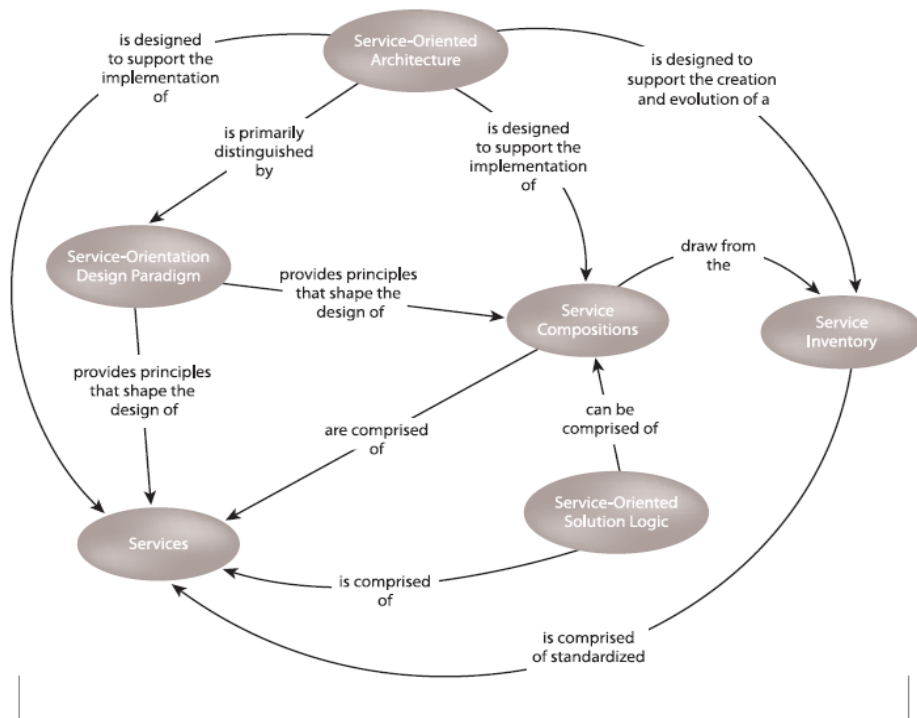 is designed
to support the
implementation
of
Service-Oriented
Architecture
is designed to
support the creation
and evolution of a
is primarily
distinguished
by
is designed
to support the
implementation
of
Service-Orientation
Design Paradigm
provides principles
that shape the
design of
draw from
the
Service
Compositions
Service
Inventory
provides principles
that shape the
design of
are comprised
of
can be
comprised of
Service-Oriented
Solution Logic
Services
is comprised
of
is comprised
of standardized